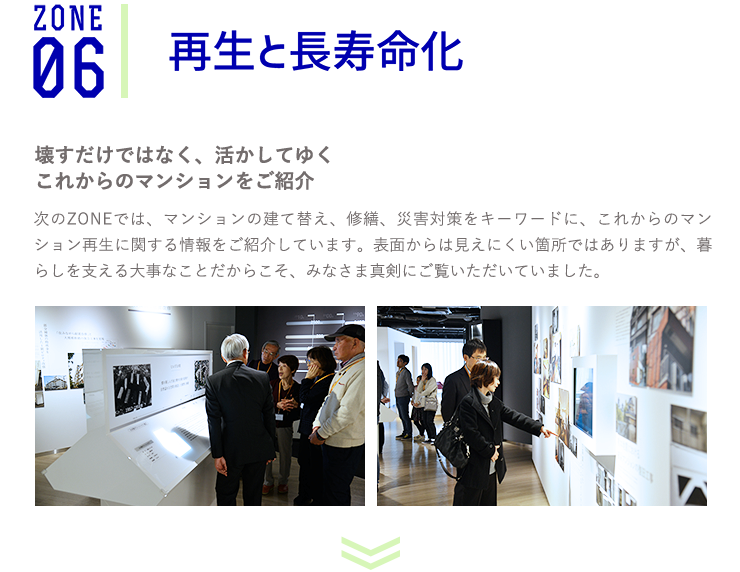 ZONE
06
再生と長寿命化
壊すだけではなく、活かしてゆく
これからのマンションをご紹介
次のZONEでは、マンションの建て替え、修繕、災害対策をキーワードに、これからのマン
ション再生に関する情報をご紹介しています。表面からは見えにくい箇所ではありますが、暮
らしを支える大事なことだからこそ、みなさま真剣にご覧いただいていました。